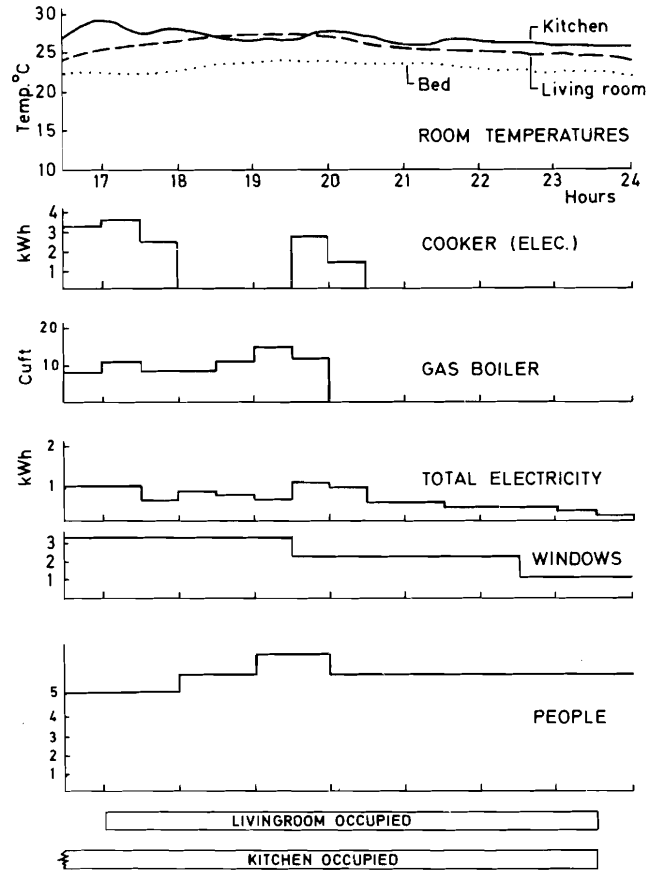 30
25
20
15
10
Temp.°C
Kitchen
Bed
Living room
ROOM TEMPERATURES
17 18 19 20 21 22 23 24
Hours
4
3
2
1
kWh
COOKER (ELEC.)
20
10
Cuft
GAS BOILER
2
1
kWh
TOTAL ELECTRICITY
3
2
1
WINDOWS
5
4
3
2
1
PEOPLE
LIVINGROOM OCCUPIED
KITCHEN OCCUPIED